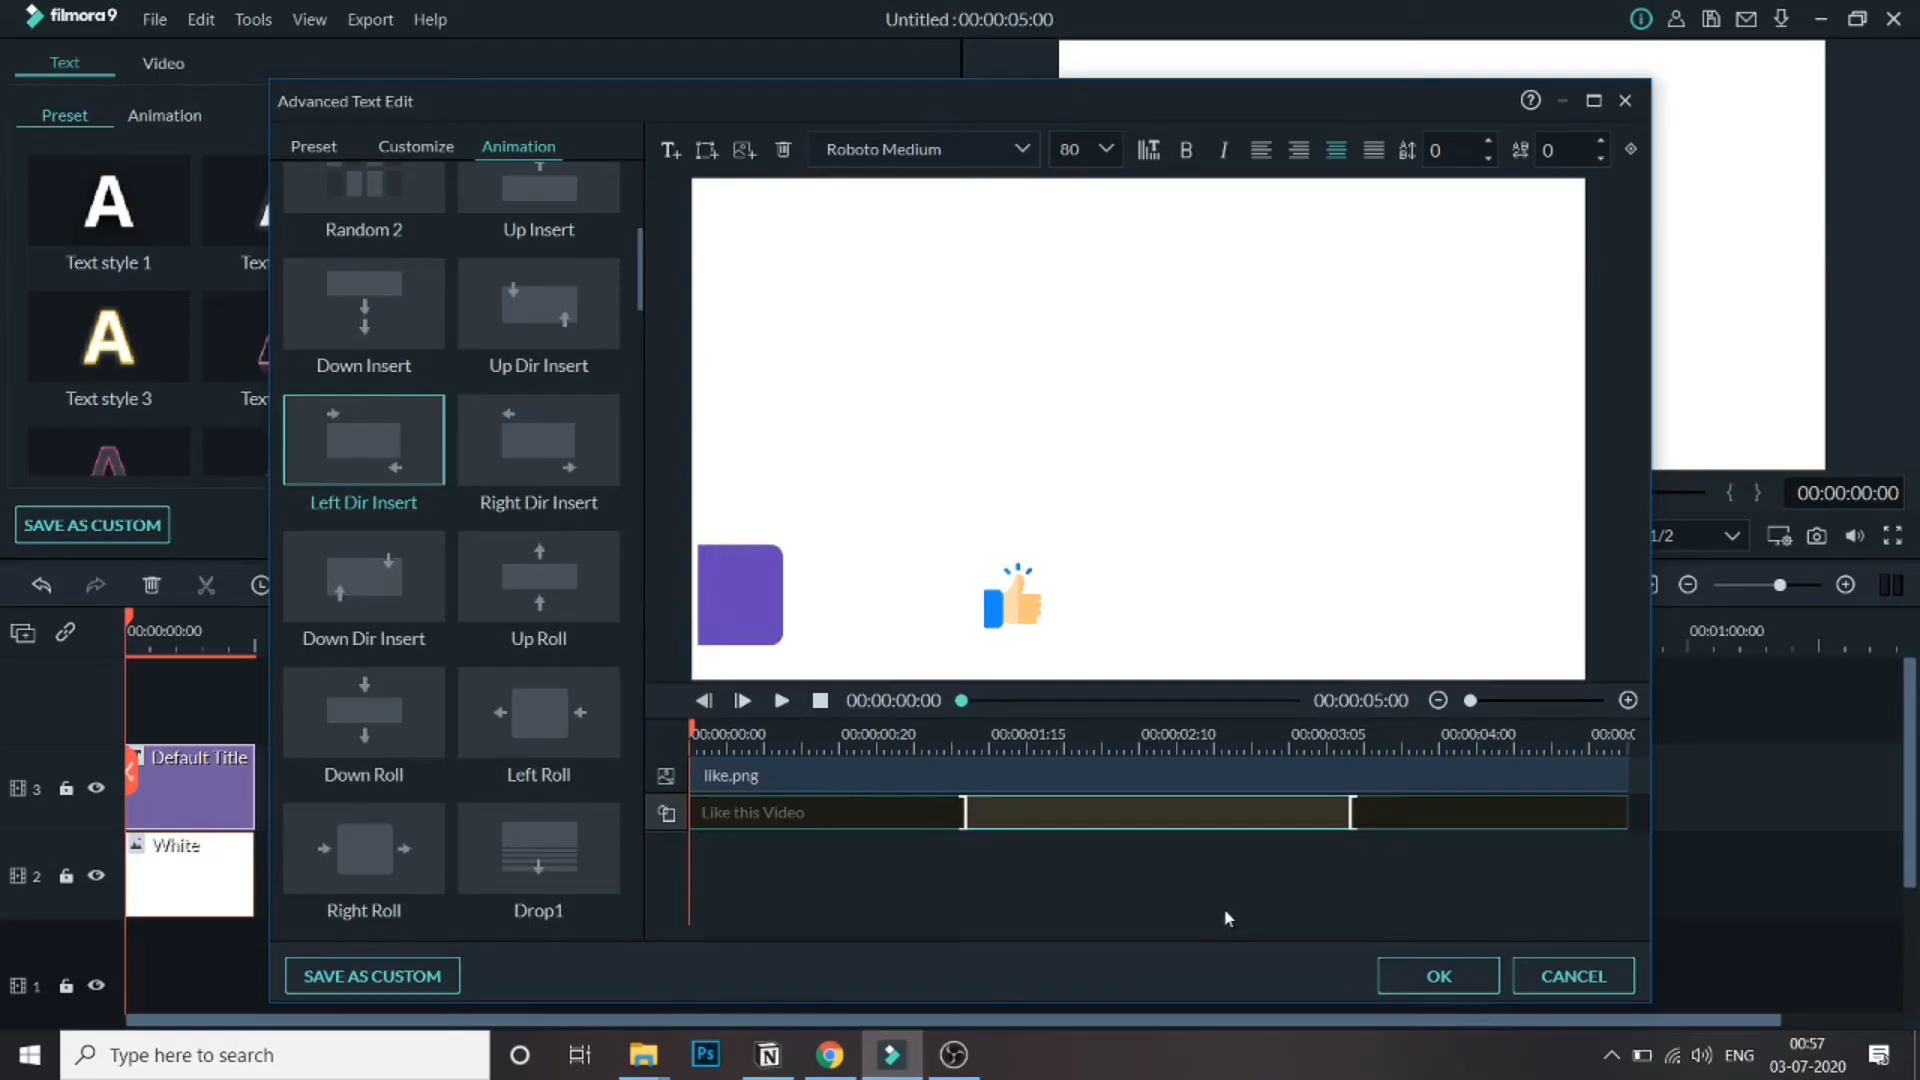 filmora9
File Edit Tools View Export Help
Untitled : 00:00:05:00
Text Video
Preset Animation
Text style 1
Text style 3
SAVE AS CUSTOM
Advanced Text Edit
Preset Customize Animation
Roboto Medium 80 0 0
Random 2 Up Insert
Down Insert Up Dir Insert
Left Dir Insert Right Dir Insert
Down Dir Insert Up Roll
Down Roll Left Roll
Right Roll Drop1
00:00:00:00 00:00:05:00
00:00:00:00 00:00:00:20 00:00:01:15 00:00:02:10 00:00:03:05 00:00:04:00
like.png
Like this Video
SAVE AS CUSTOM OK CANCEL
00:00:00:00
1/2
00:00:00:00 00:01:00:00
3 Default Title
2 White
1
Type here to search
Ps
ENG
00:57
03-07-2020